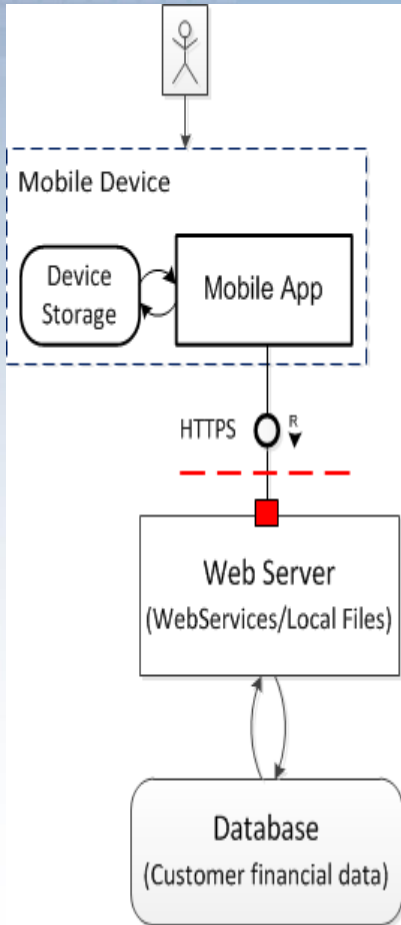 Mobile Device
Device
Storage
Mobile App
HTTPS
R
Web Server
(WebServices/Local Files)
Database
(Customer financial data)